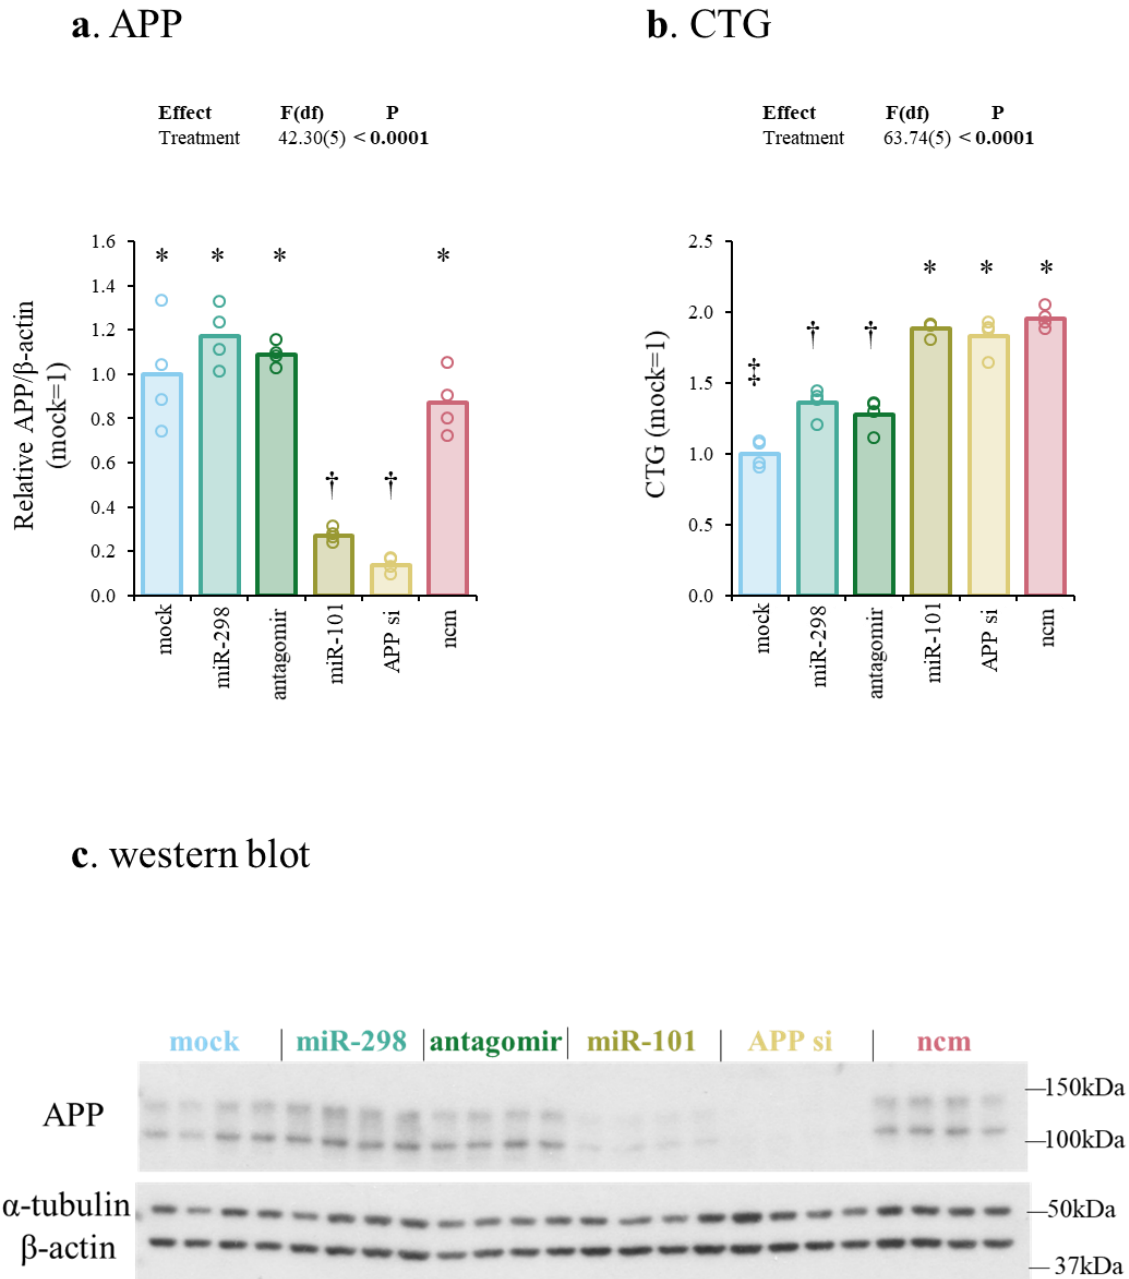 a. APP
Effect F(df) P
Treatment 42.30(5) < 0.0001
Relative APP/β-actin
(mock=1)
1.6
1.4
1.2
1.0
0.8
0.6
0.4
0.2
0.0
* * * † † *
mock miR-298 antagomir miR-101 APP si ncm
b. CTG
Effect F(df) P
Treatment 63.74(5) < 0.0001
CTG (mock=1)
2.5
2.0
1.5
1.0
0.5
0.0
‡ † † * * *
mock miR-298 antagomir miR-101 APP si ncm
c. western blot
mock | miR-298 | antagomir | miR-101 | APP si | ncm
APP
150kDa
100kDa
α-tubulin
50kDa
β-actin
37kDa